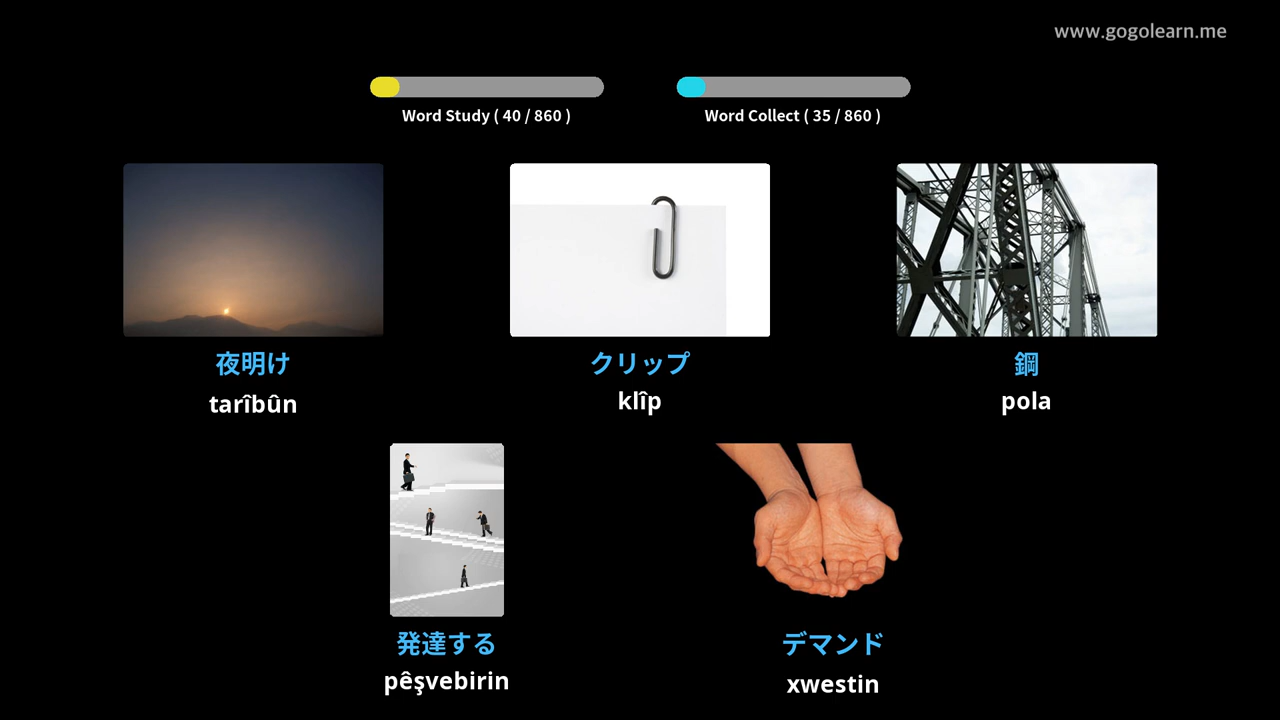 www.gogolearn.me
Word Study ( 40 / 860 )
Word Collect ( 35 / 860 )
夜明け
tarîbûn
クリップ
klîp
鋼
pola
発達する
pêşvebirin
デマンド
xwestin